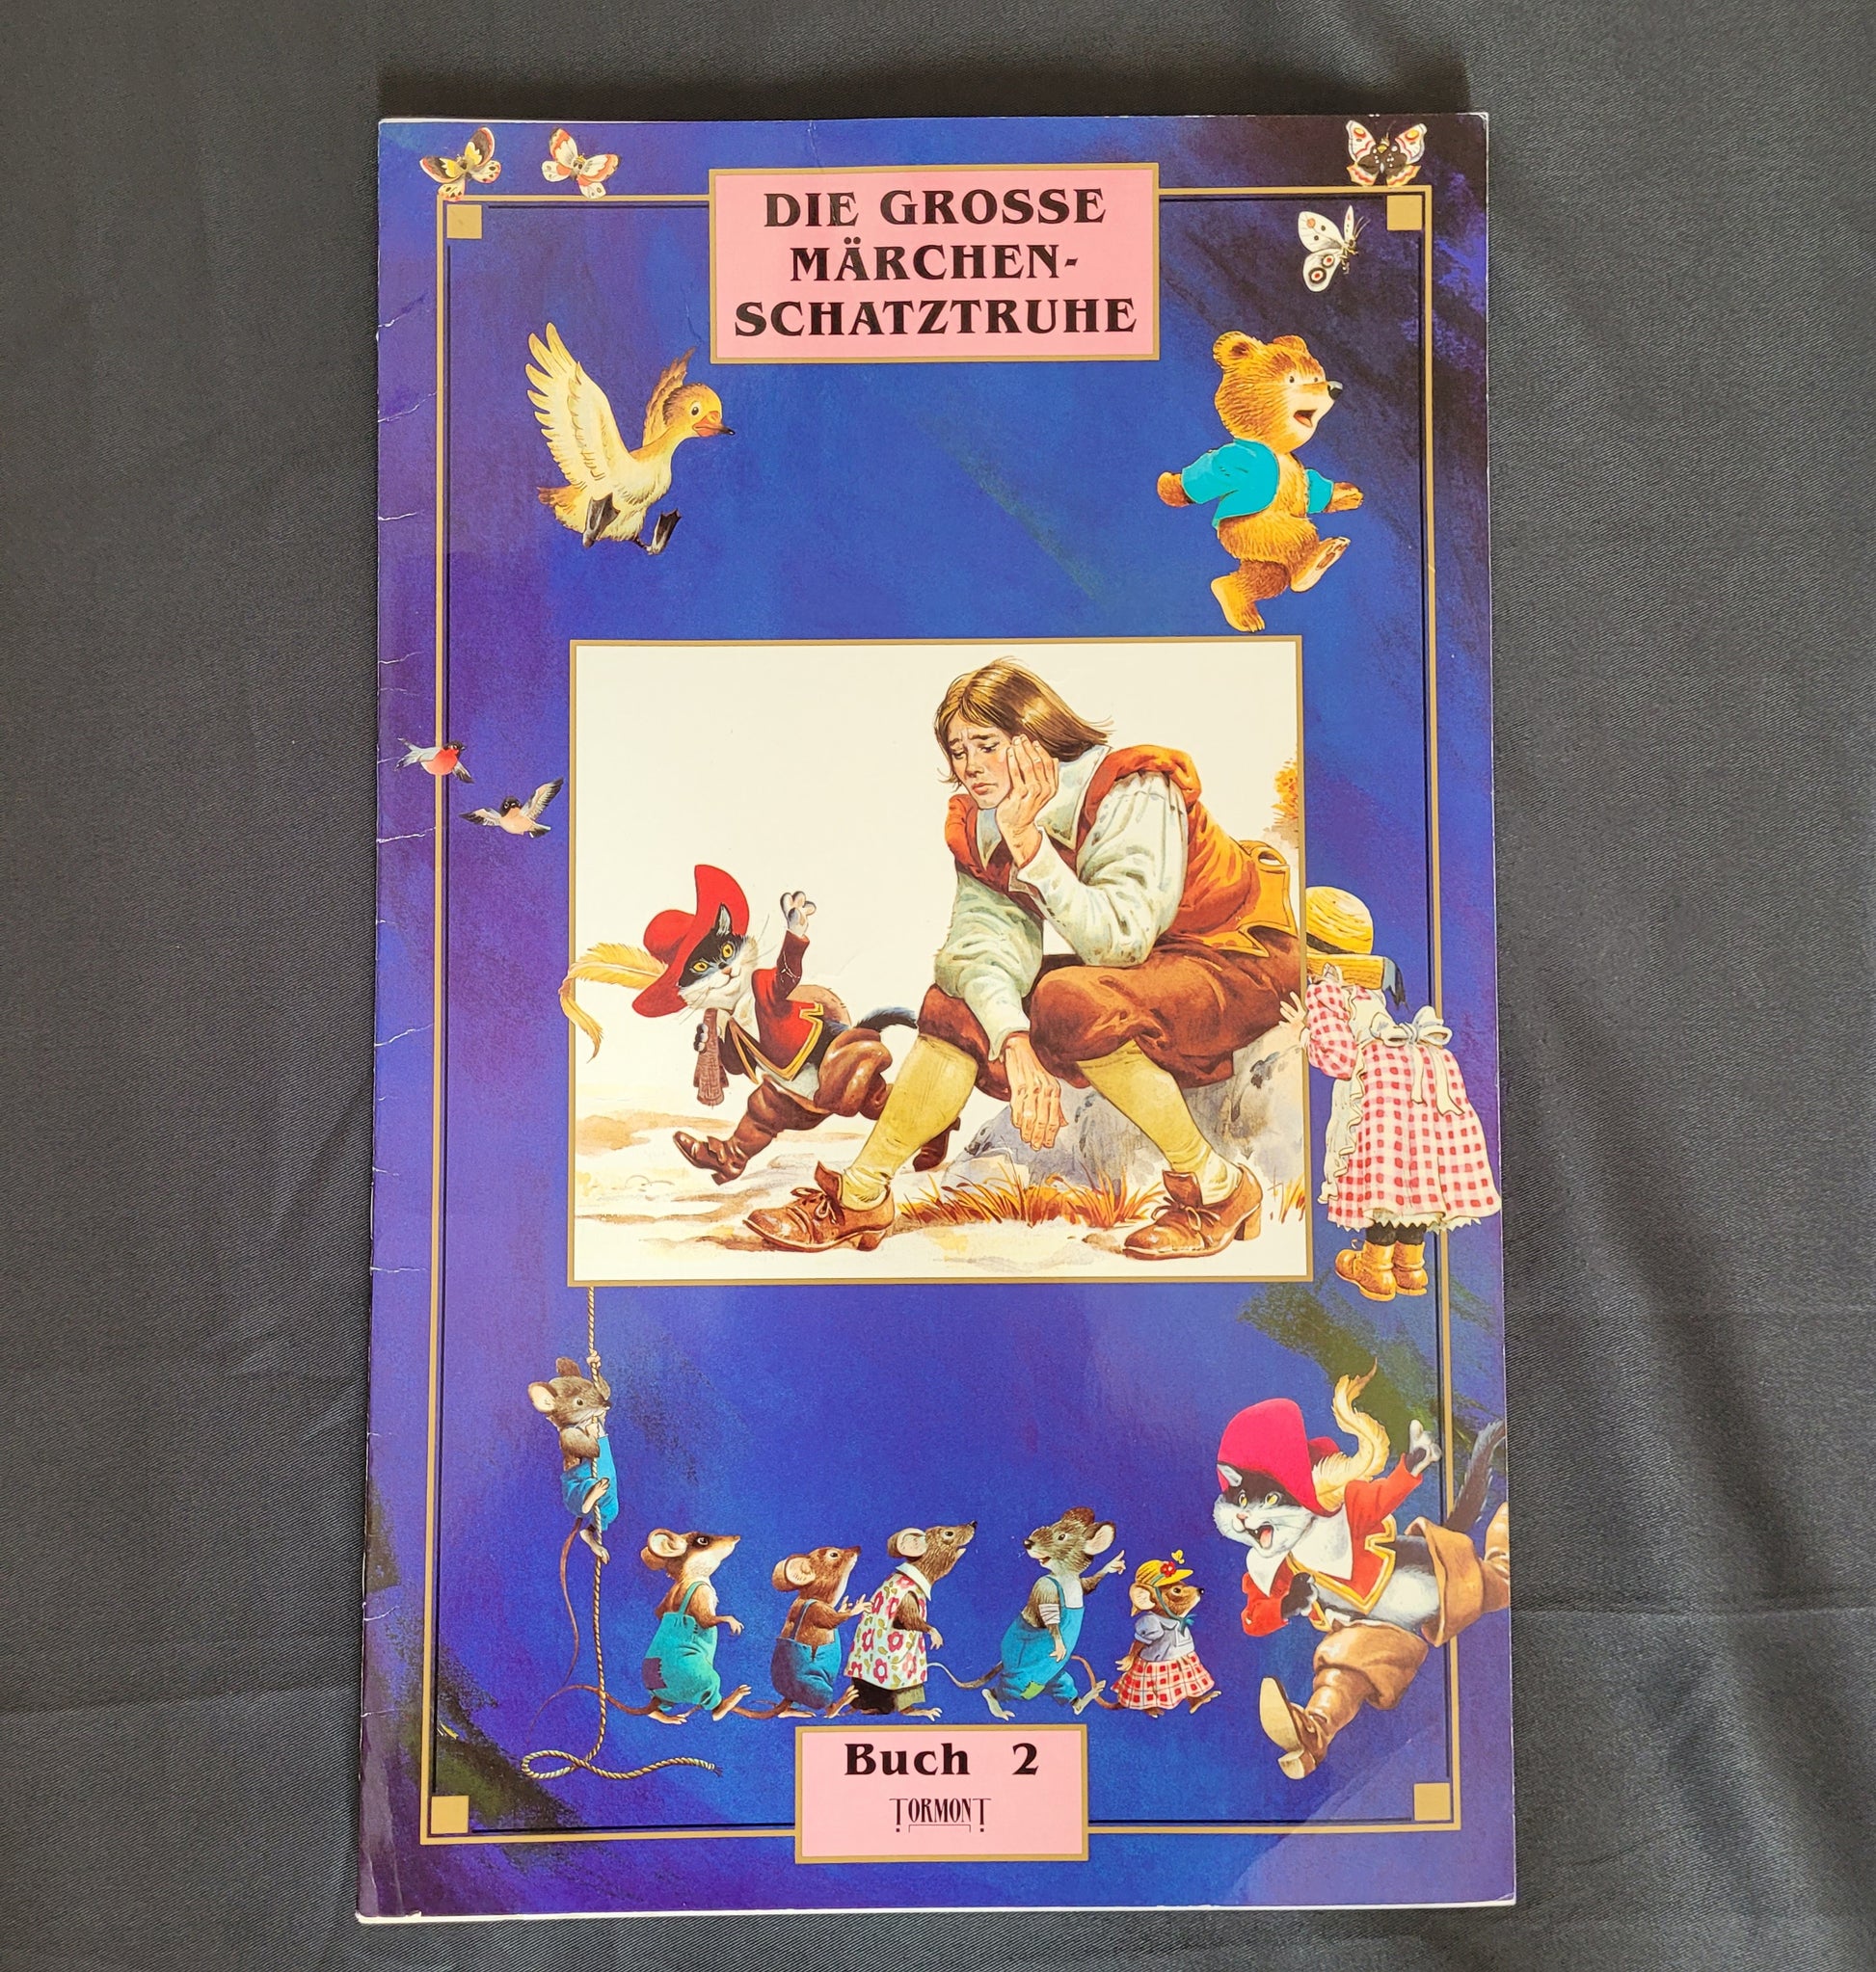 DIE GROSSE
MÄRCHEN-
SCHATZTRUHE
Buch 2
TORMONT